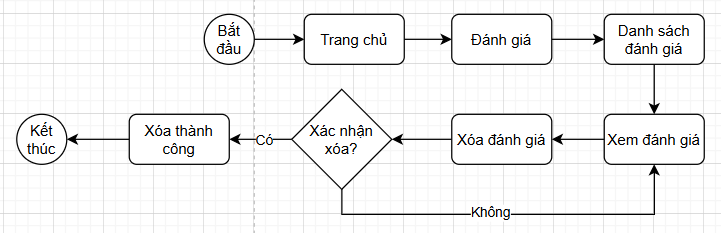 Bắt
đầu
Trang chủ
Đánh giá
Danh sách
đánh giá
Xem đánh giá
Xóa đánh giá
Xác nhận
xóa?
Có
Xóa thành
công
Kết
thúc
Không